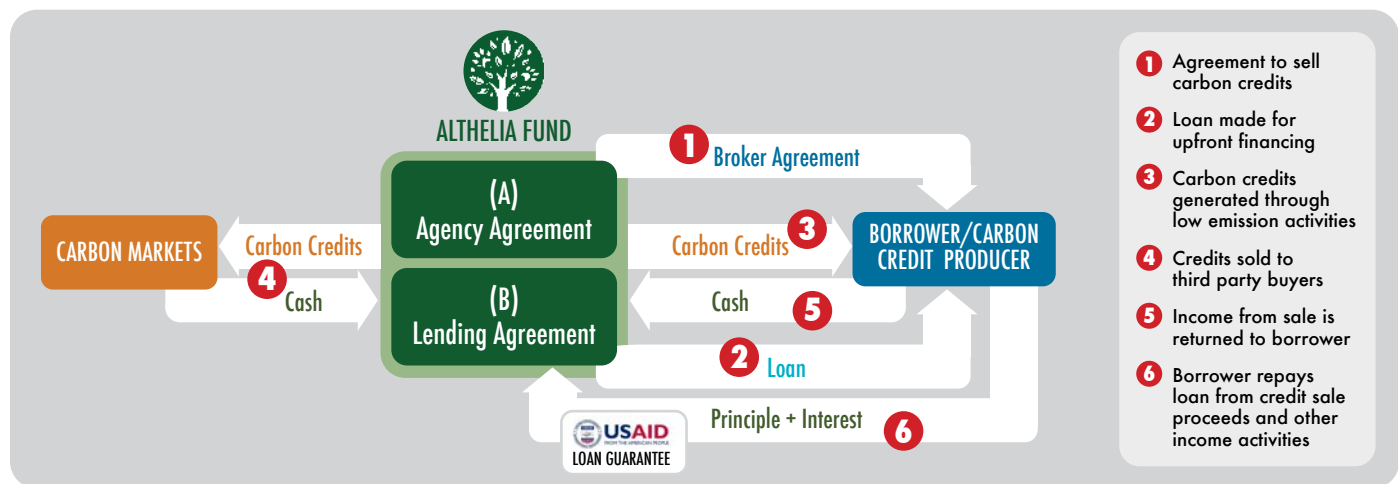 ALTHELIA FUND
1
Broker Agreement
(A)
Agency Agreement
CARBON MARKETS
Carbon Credits
Carbon Credits
3
BORROWER/CARBON
CREDIT PRODUCER
4
Cash
(B)
Lending Agreement
Cash
5
2
Loan
Principle + Interest
6
USAID
FROM THE AMERICAN PEOPLE
LOAN GUARANTEE
1 Agreement to sell
carbon credits
2 Loan made for
upfront financing
3 Carbon credits
generated through
low emission activities
4 Credits sold to
third party buyers
5 Income from sale is
returned to borrower
6 Borrower repays
loan from credit sale
proceeds and other
income activities